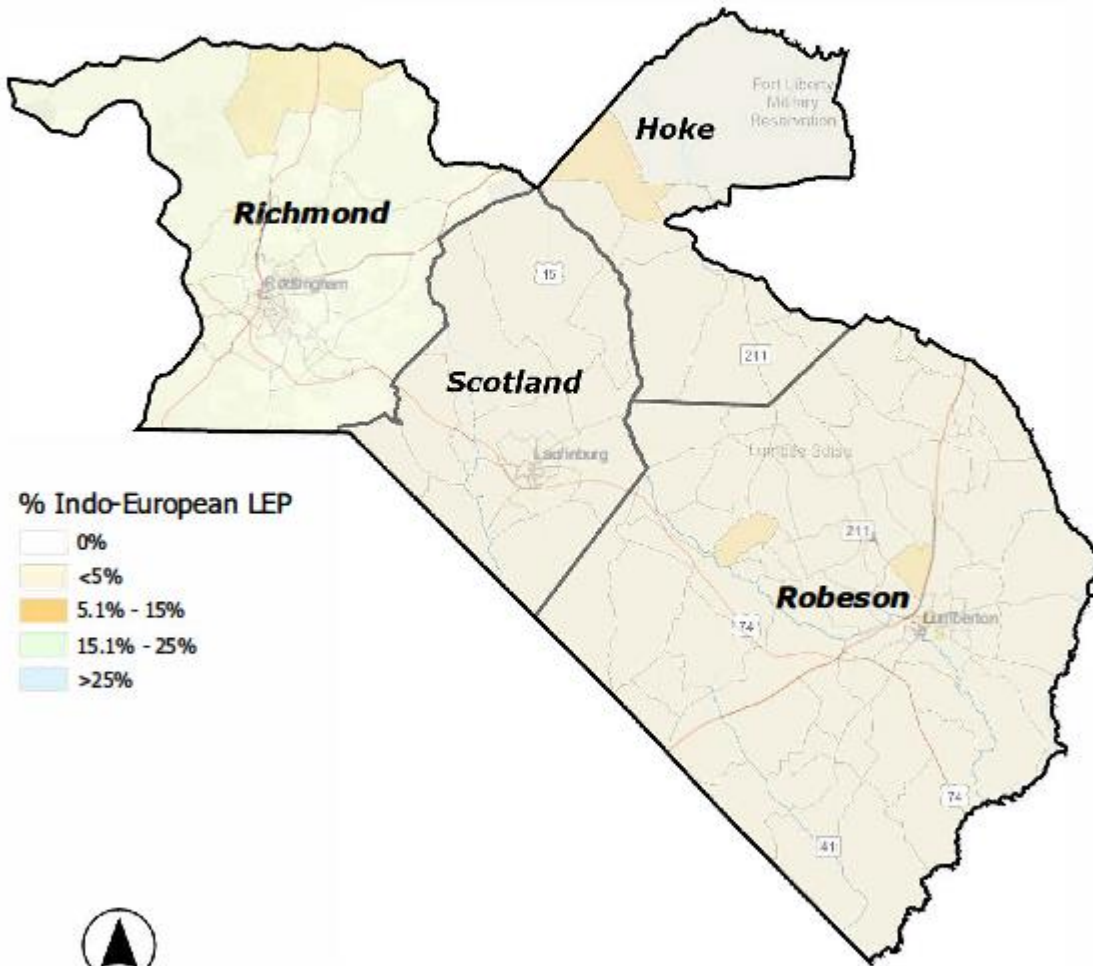 Fort Liberty
Military
Reservation
Hoke
Richmond
15
Rockingham
211
Scotland
Laurinburg
% Indo-European LEP
0%
<5%
5.1% - 15%
15.1% - 25%
>25%
211
Robeson
74
Lumberton
74
41